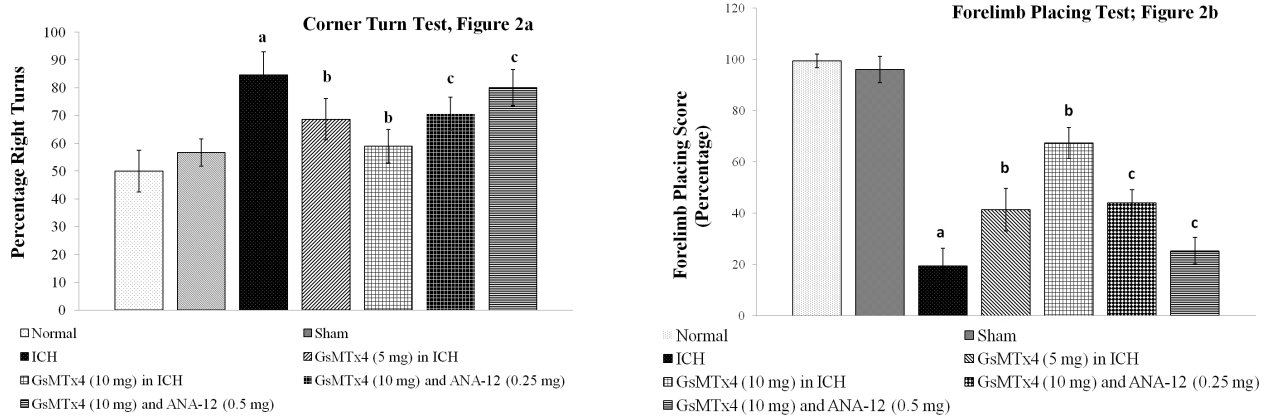 Corner Turn Test, Figure 2a
Percentage Right Turns
100
90
80
70
60
50
40
30
20
10
0
a
b
b
c
c
Normal
Sham
ICH
GsMTx4 (5 mg) in ICH
GsMTx4 (10 mg) in ICH
GsMTx4 (10 mg) and ANA-12 (0.25 mg)
GsMTx4 (10 mg) and ANA-12 (0.5 mg)
Forelimb Placing Test; Figure 2b
Forelimb Placing Score
(Percentage)
100
80
60
40
20
0
a
b
b
c
c
Normal
Sham
ICH
GsMTx4 (5 mg) in ICH
GsMTx4 (10 mg) in ICH
GsMTx4 (10 mg) and ANA-12 (0.25 mg)
GsMTx4 (10 mg) and ANA-12 (0.5 mg)